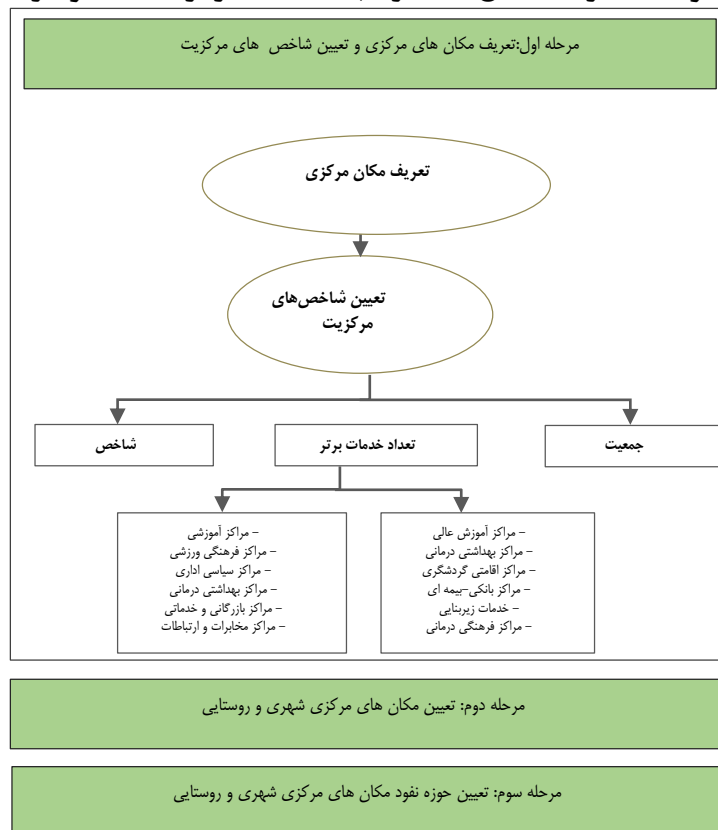 مرحله اول:تعریف مکان های مرکزی و تعیین شاخص های مرکزیت
تعریف مکان مرکزی
تعیین شاخص‌های
مرکزیت
جمعیت
تعداد خدمات برتر
شاخص
– مراکز آموزش عالی
– مراکز بهداشتی درمانی
– مراکز اقامتی گردشگری
– مراکز بانکی-بیمه ای
– خدمات زیربنایی
– مراکز فرهنگی درمانی
– مراکز آموزشی
– مراکز فرهنگی ورزشی
– مراکز سیاسی اداری
– مراکز بهداشتی درمانی
– مراکز بازرگانی و خدماتی
– مراکز مخابرات و ارتباطات
مرحله دوم: تعیین مکان های مرکزی شهری و روستایی
مرحله سوم: تعیین حوزه نفود مکان های مرکزی شهری و روستایی